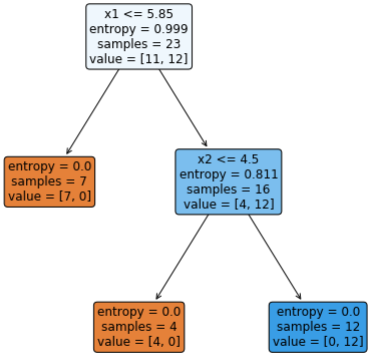 x1 <= 5.85
entropy = 0.999
samples = 23
value = [11, 12]
entropy = 0.0
samples = 7
value = [7, 0]
x2 <= 4.5
entropy = 0.811
samples = 16
value = [4, 12]
entropy = 0.0
samples = 4
value = [4, 0]
entropy = 0.0
samples = 12
value = [0, 12]